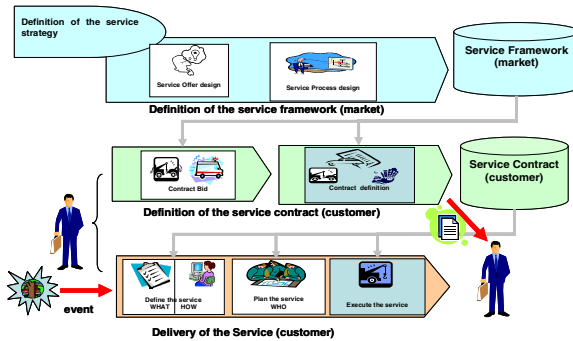 Definition of the service
strategy
Service Offer design
Service Process design
Service Framework
(market)
Definition of the service framework (market)
Contract Bid
Contract definition
Service Contract
(customer)
Definition of the service contract (customer)
event
Define the service
WHAT HOW
Plan the service
WHO
Execute the service
Delivery of the Service (customer)